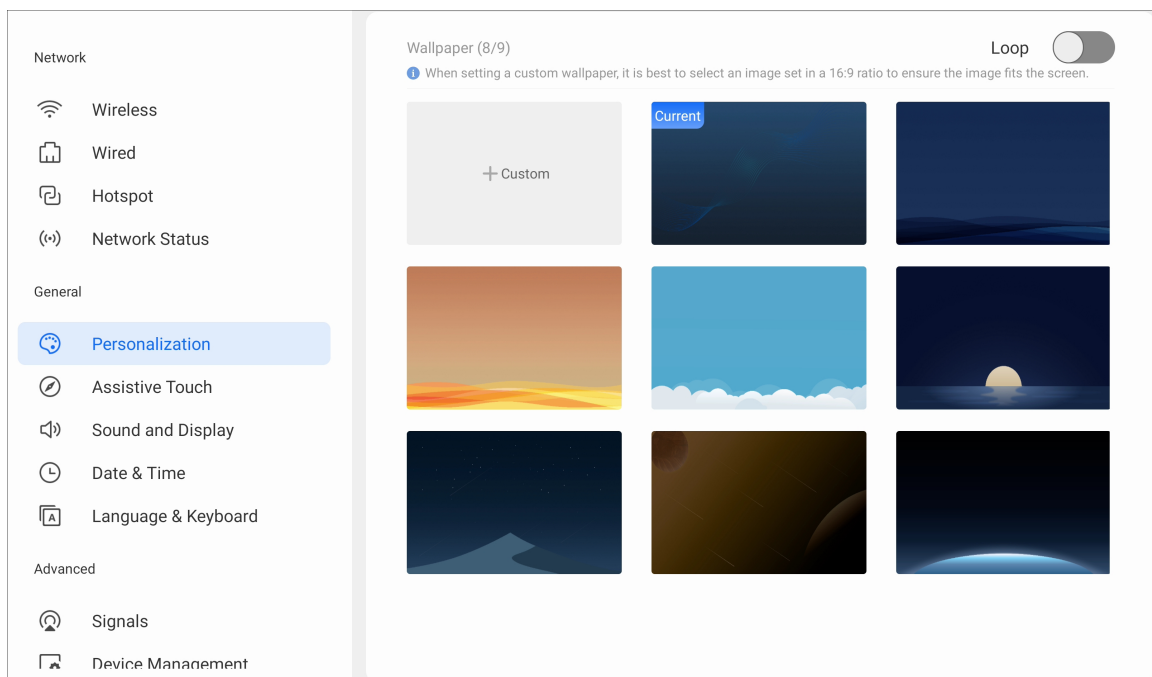 Network
Wireless
Wired
Hotspot
Network Status
General
Personalization
Assistive Touch
Sound and Display
Date & Time
Language & Keyboard
Advanced
Signals
Device Management
Wallpaper (8/9)
Loop
When setting a custom wallpaper, it is best to select an image set in a 16:9 ratio to ensure the image fits the screen.
Custom
Current